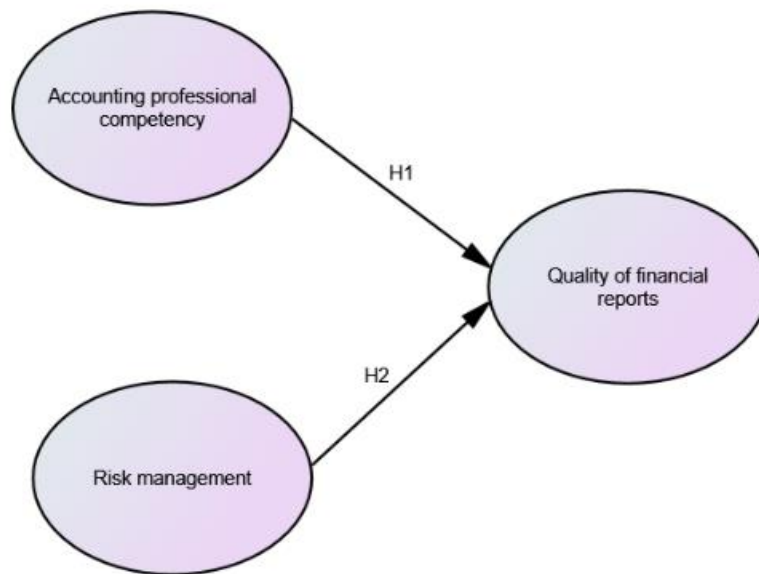 Accounting professional
competency
H1
Quality of financial
reports
H2
Risk management